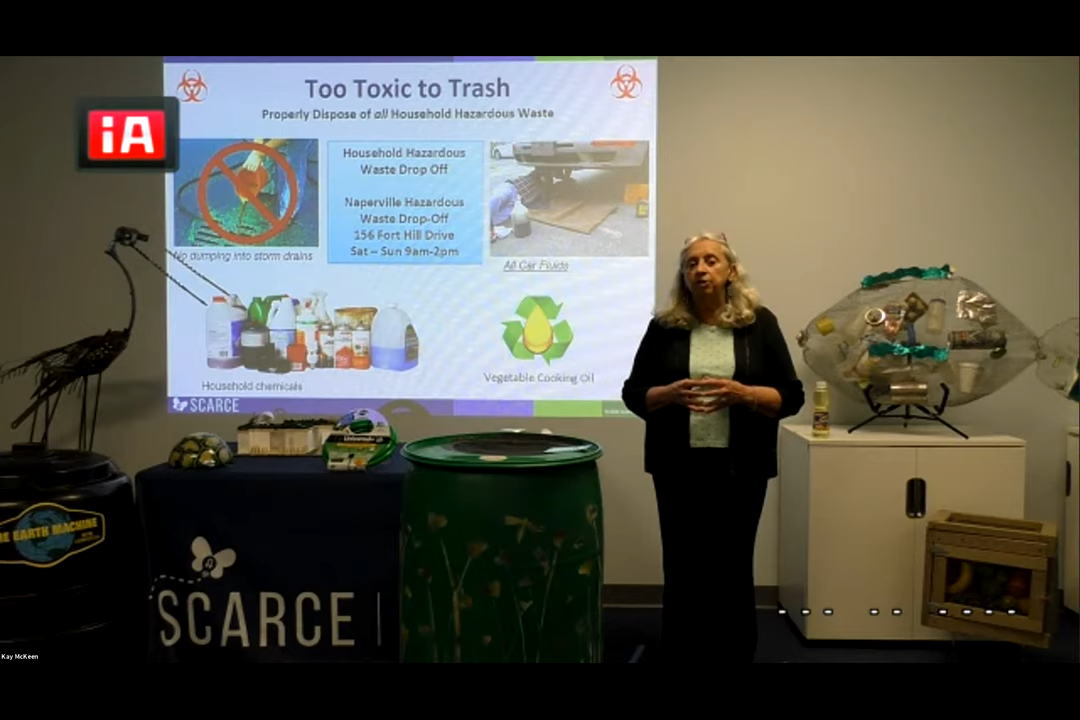 Too Toxic to Trash
Properly Dispose of all Household Hazardous Waste
iA
Household Hazardous
Waste Drop Off
Naperville Hazardous
Waste Drop-Off
156 Fort Hill Drive
Sat – Sun 9am-2pm
No dumping into storm drains
All Car Fluids
Household chemicals
Vegetable Cooking Oil
SCARCE
EARTH MACHINE
SCARCE
Kay McKeen